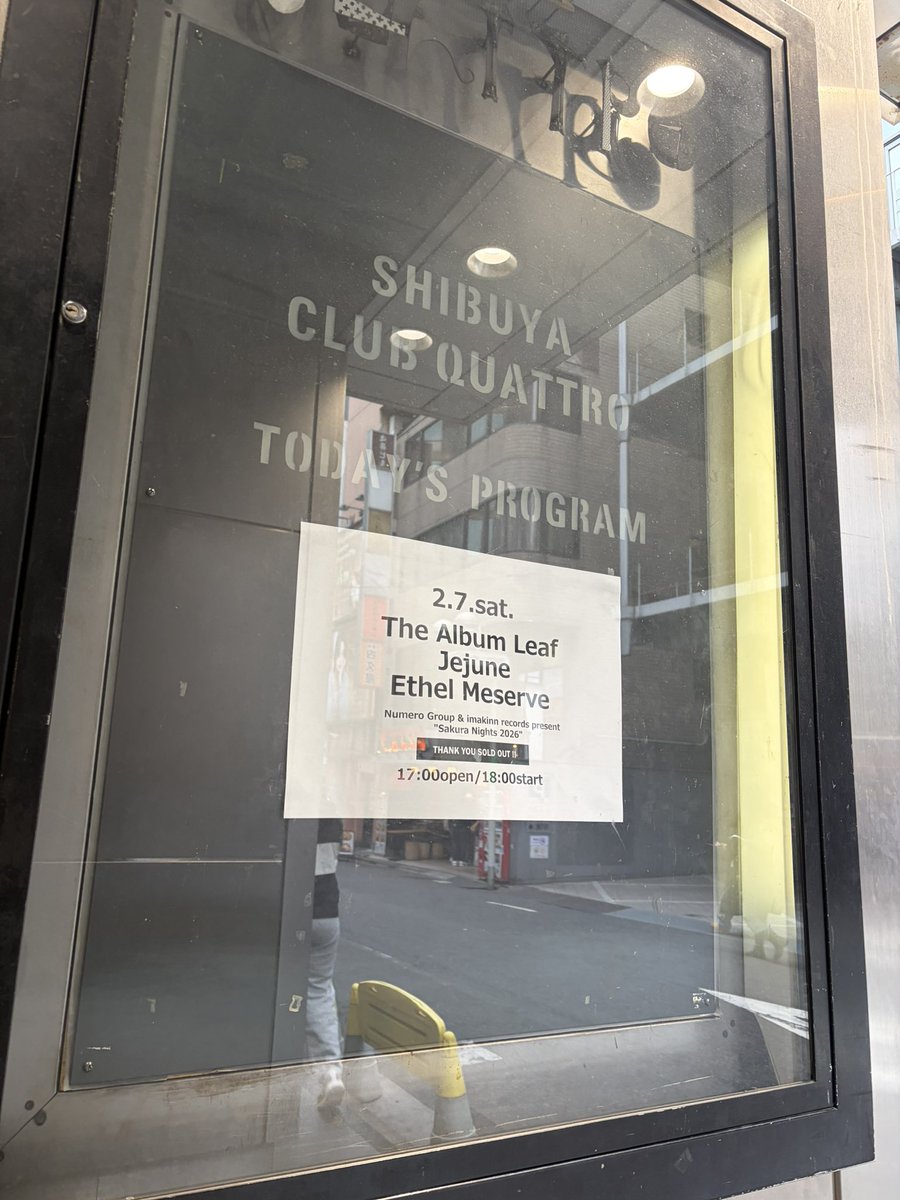 SHIBUYA
CLUB QUATTRO
TODAY'S PROGRAM
2.7.sat.
The Album Leaf
Jejune
Ethel Meserve
Numero Group & imakinn records present
"Sakura Nights 2026"
THANK YOU SOLD OUT !!
17:00open/18:00start